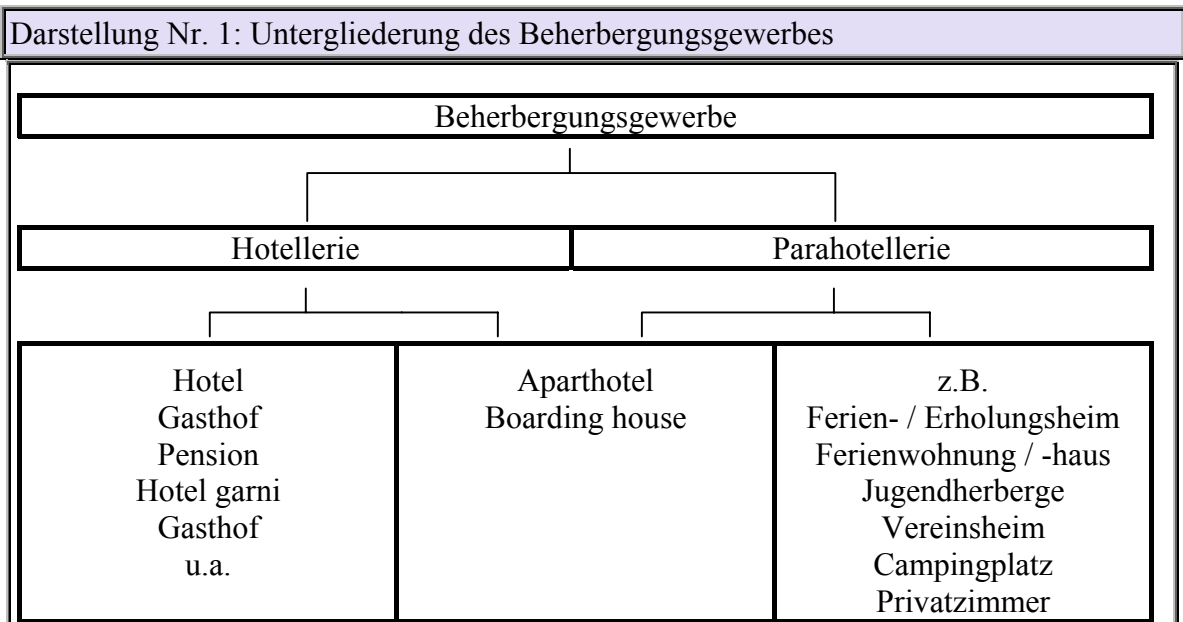 Darstellung Nr. 1: Untergliederung des Beherbergungsgewerbes
Beherbergungsgewerbe
Hotellerie
Parahotellerie
Hotel
Gasthof
Pension
Hotel garni
Gasthof
u.a.
Aparthotel
Boarding house
z.B.
Ferien- / Erholungsheim
Ferienwohnung / -haus
Jugendherberge
Vereinsheim
Campingplatz
Privatzimmer